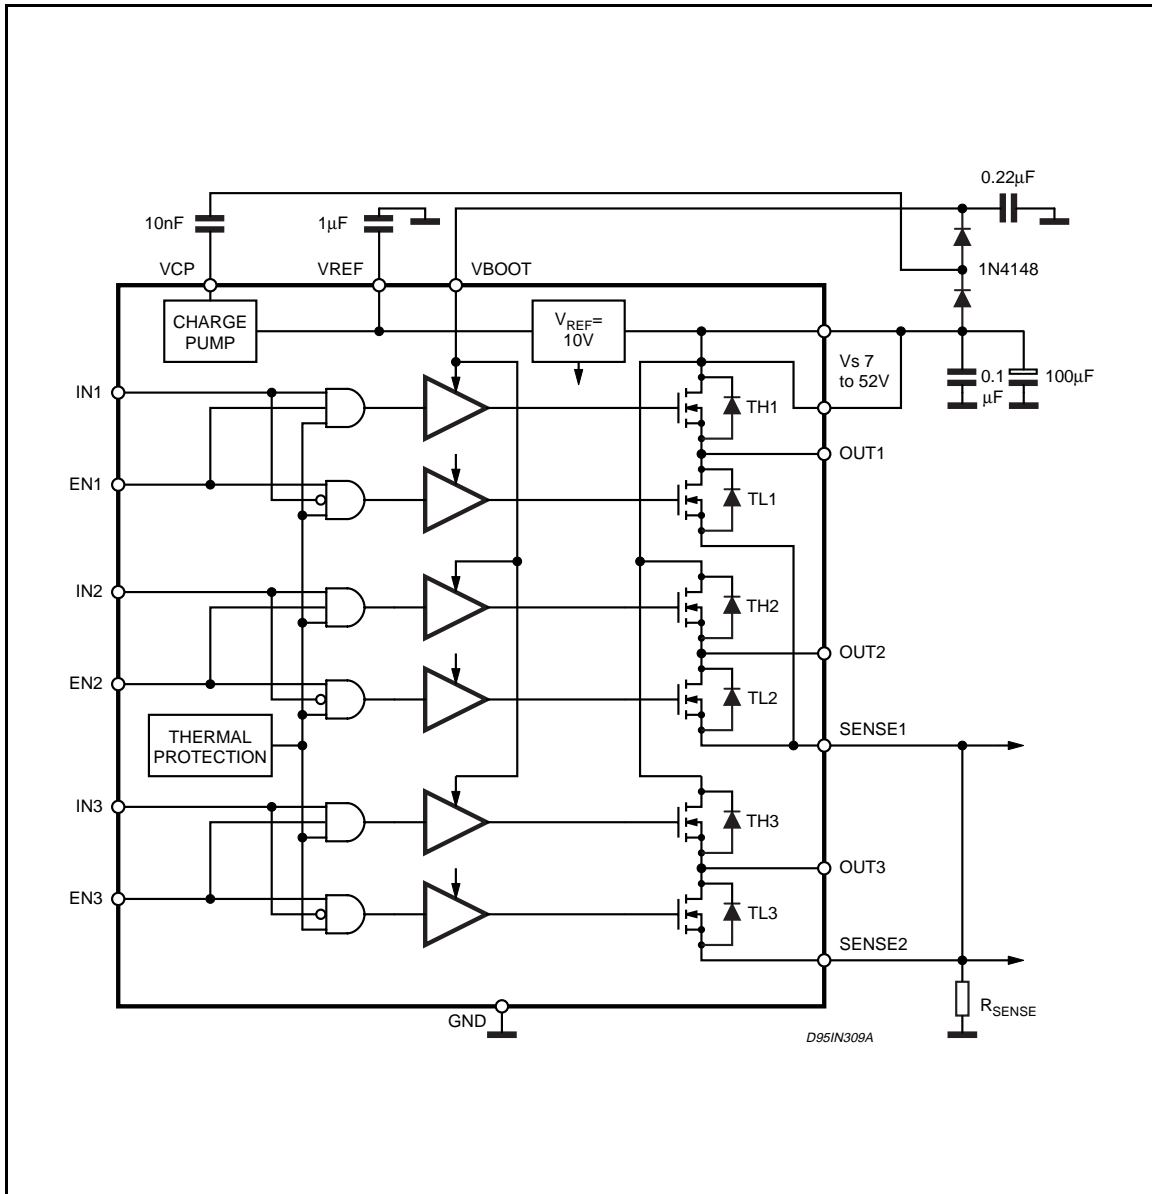 0.22µF
10nF
1µF
VCP
VREF
VBOOT
1N4148
CHARGE
PUMP
VREF=
10V
Vs 7
to 52V
0.1
µF
100µF
IN1
TH1
OUT1
EN1
TL1
IN2
TH2
OUT2
EN2
TL2
THERMAL
PROTECTION
SENSE1
IN3
TH3
OUT3
EN3
TL3
SENSE2
RSENSE
GND
D95IN309A